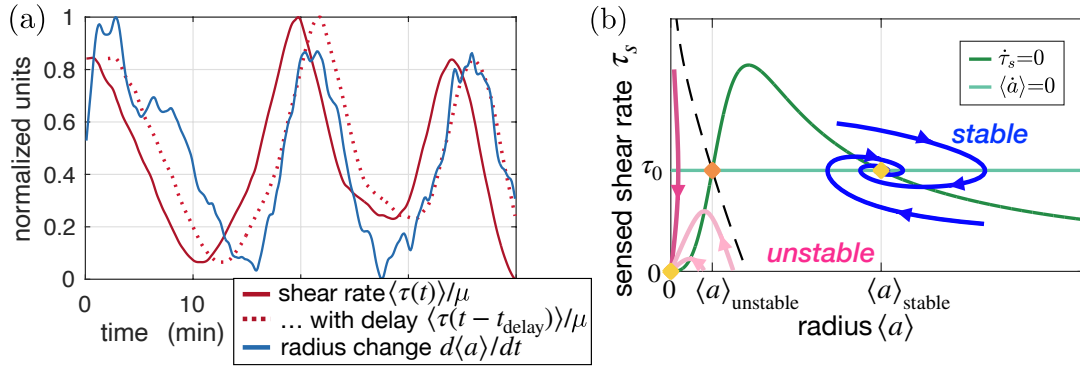 (a)
normalized units
1
0.8
0.6
0.4
0.2
0
0
10
time (min)
shear rate ⟨τ(t)⟩/μ
... with delay ⟨τ(t − t_delay)⟩/μ
radius change d⟨a⟩/dt
(b)
sensed shear rate τ_s
τ_0
0
0
τ̇_s=0
⟨ȧ⟩=0
stable
unstable
⟨a⟩_unstable
⟨a⟩_stable
radius ⟨a⟩